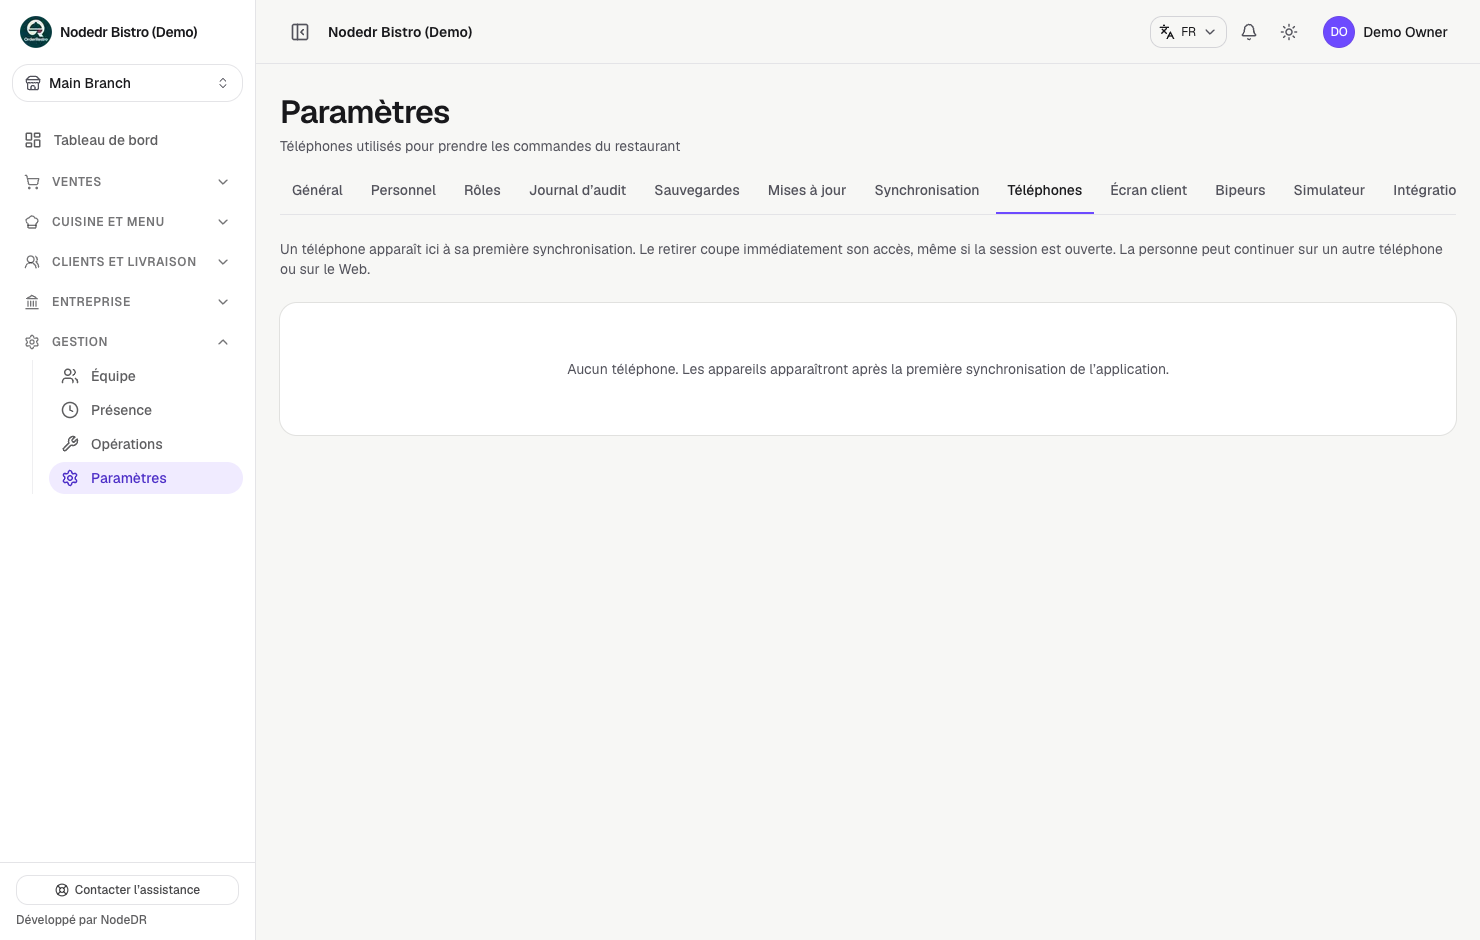 Nodedr Bistro (Demo)
Main Branch
Tableau de bord
VENTES
CUISINE ET MENU
CLIENTS ET LIVRAISON
ENTREPRISE
GESTION
Équipe
Présence
Opérations
Paramètres
Contacter l'assistance
Développé par NodeDR
Nodedr Bistro (Demo)
FR
DO
Demo Owner
Paramètres
Téléphones utilisés pour prendre les commandes du restaurant
Général Personnel Rôles Journal d'audit Sauvegardes Mises à jour Synchronisation Téléphones Écran client Bipeurs Simulateur Intégratio
Un téléphone apparaît ici à sa première synchronisation. Le retirer coupe immédiatement son accès, même si la session est ouverte. La personne peut continuer sur un autre téléphone
ou sur le Web.
Aucun téléphone. Les appareils apparaîtront après la première synchronisation de l'application.